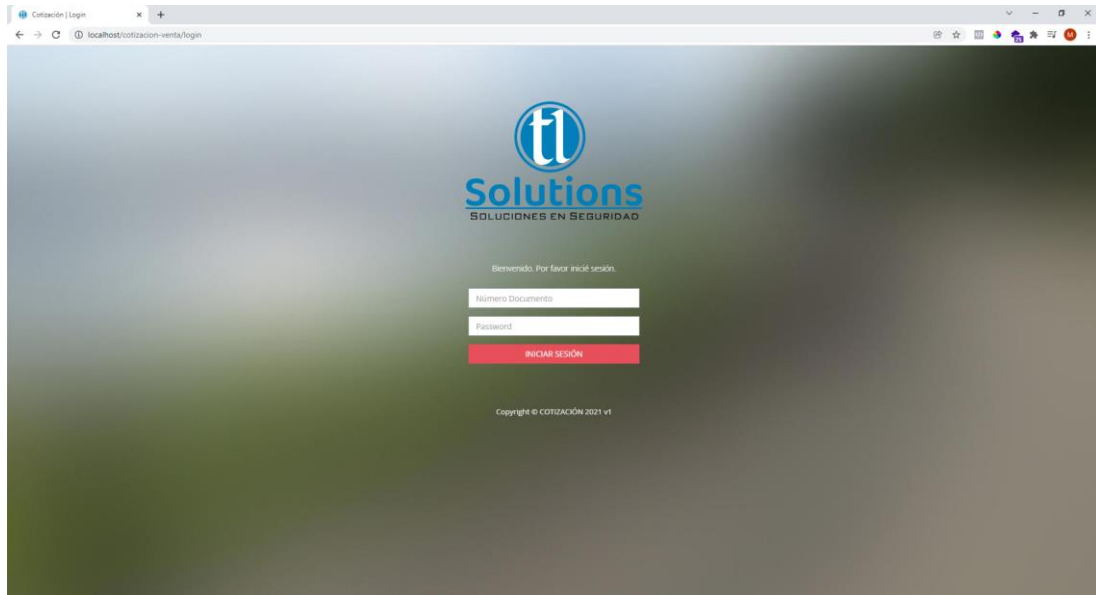 Cotización | Login
localhost/cotizacion-venta/login
M
tl
Solutions
SOLUCIONES EN SEGURIDAD
Bienvenido. Por favor inicié sesión.
Número Documento
Password
INICIAR SESIÓN
Copyright © COTIZACIÓN 2021 v1